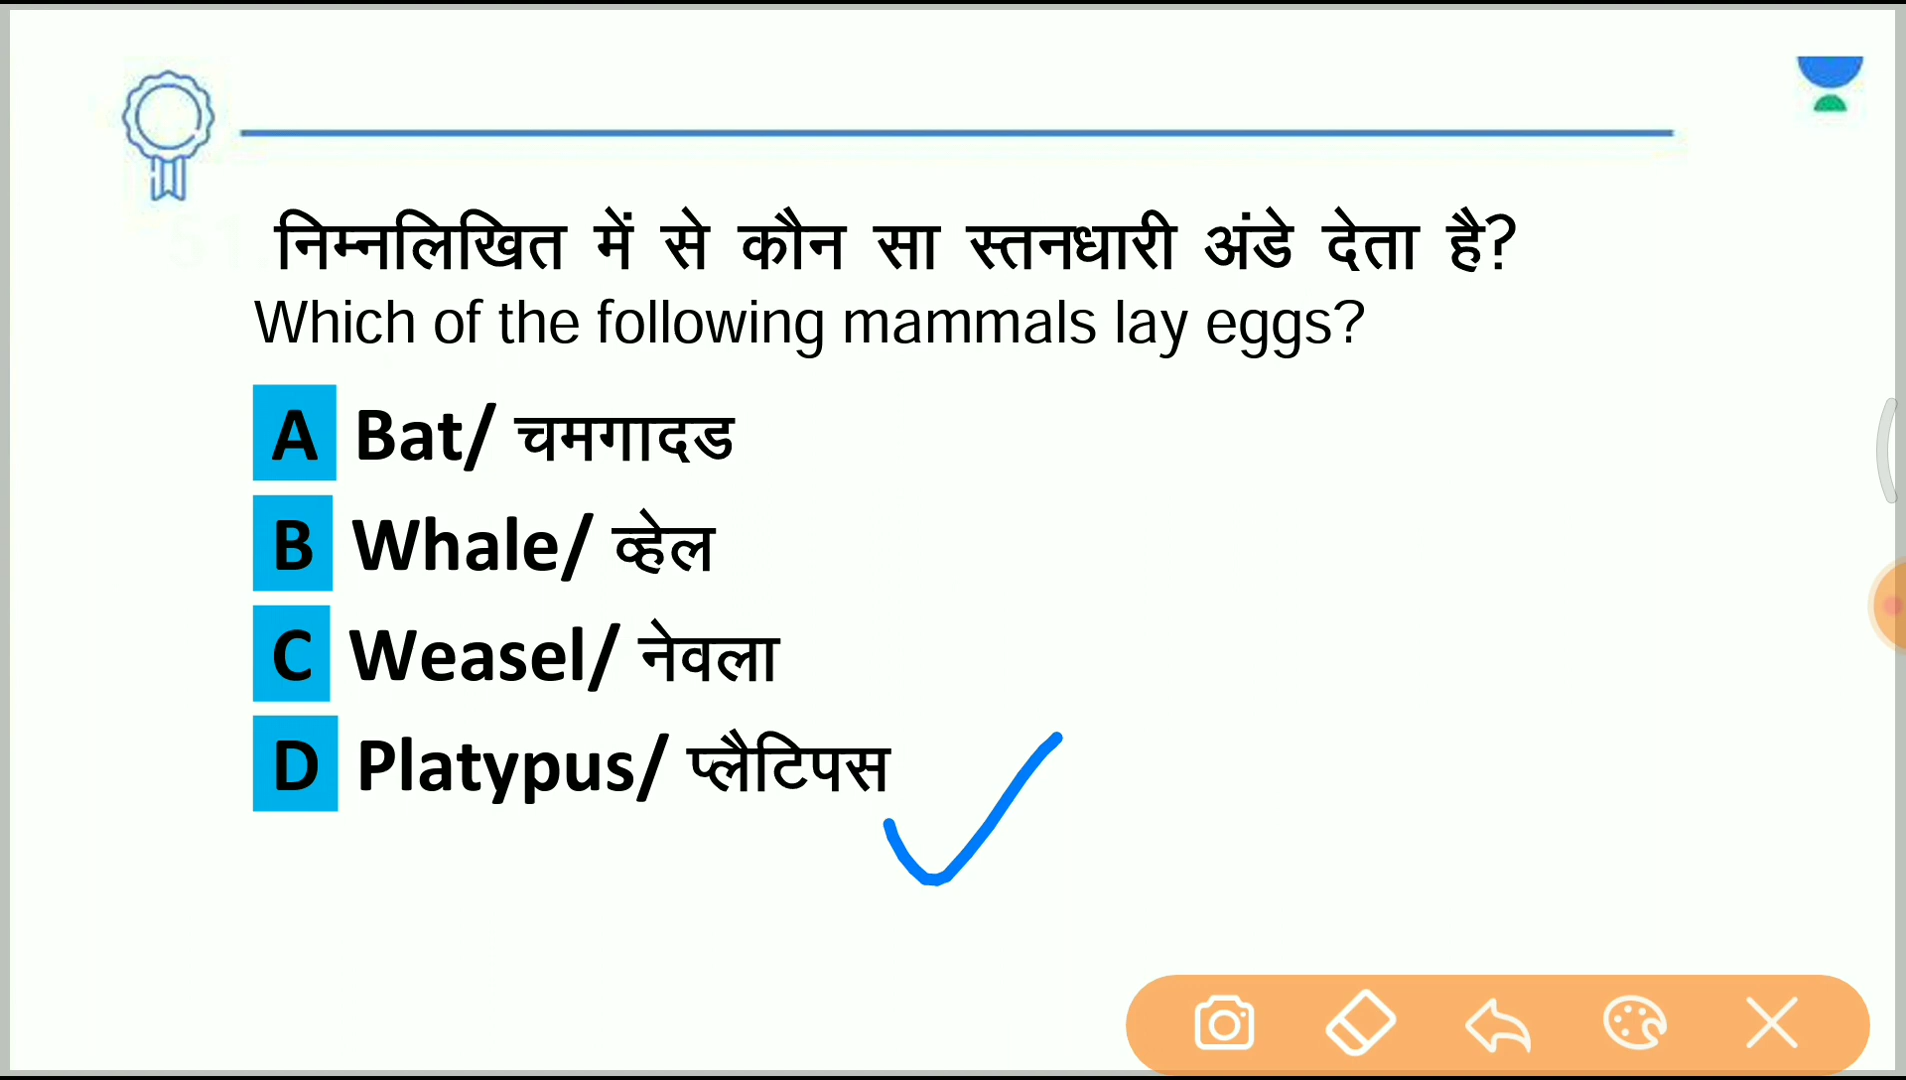 निम्नलिखित में से कौन सा स्तनधारी अंडे देता है?
Which of the following mammals lay eggs?
A Bat/ चमगादड
B Whale/ व्हेल
C Weasel/ नेवला
D Platypus/ प्लैटिपस